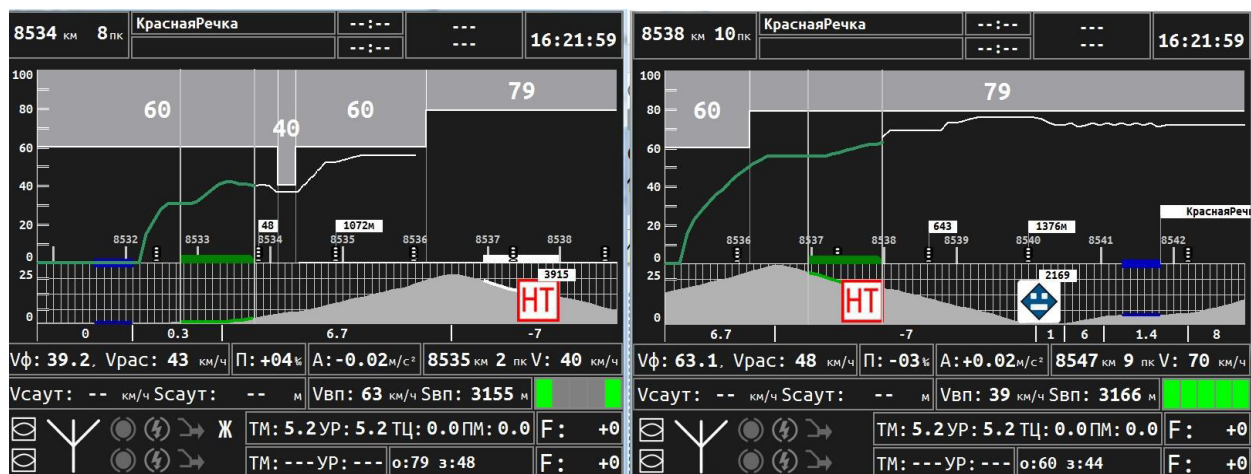 8534 км 8 пк
КраснаяРечка
--:--
--:--
---
---
16:21:59
100
80
60
40
20
0
60
40
60
79
48
1072м
8532 8533 8534 8535 8536 8537 8538
3915
25
0
НТ
0 0.3 6.7 -7
Vф: 39.2, Vрас: 43 км/ч П: +04‰ А: -0.02м/с² 8535 км 2 пк V: 40 км/ч
Vсаут: -- км/ч Sсаут: -- м Vвп: 63 км/ч Sвп: 3155 м
Ж ТМ: 5.2 УР: 5.2 ТЦ: 0.0 ПМ: 0.0 F: +0
ТМ: --- УР: --- о:79 з:48 F: +0
8538 км 10 пк
КраснаяРечка
--:--
--:--
---
---
16:21:59
100
80
60
40
20
0
60
79
643
1376м
КраснаяРеч
8536 8537 8538 8539 8540 8541 8542
2169
25
0
НТ
6.7 -7 1 6 1.4 8
Vф: 63.1, Vрас: 48 км/ч П: -03‰ А: +0.02м/с² 8547 км 9 пк V: 70 км/ч
Vсаут: -- км/ч Sсаут: -- м Vвп: 39 км/ч Sвп: 3166 м
ТМ: 5.2 УР: 5.2 ТЦ: 0.0 ПМ: 0.0 F: +0
ТМ: --- УР: --- о:60 з:44 F: +0